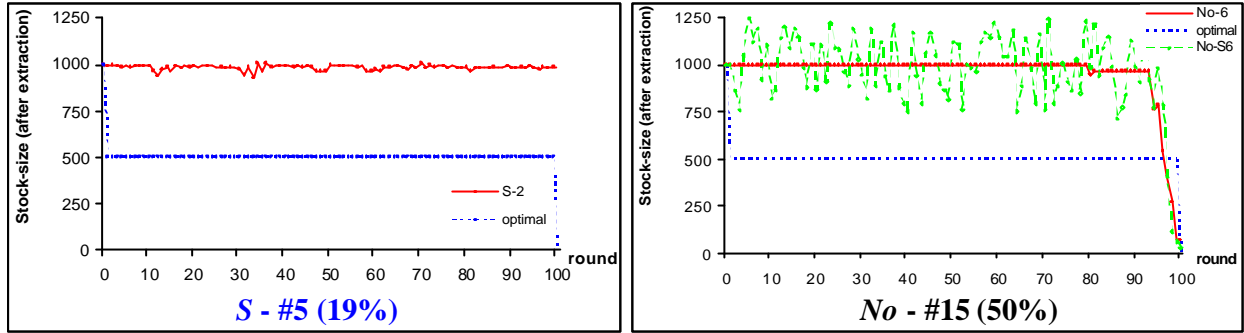 Stock-size (after extraction)
1250
1000
750
500
250
0
S-2
optimal
0 10 20 30 40 50 60 70 80 90 100
round
S - #5 (19%)
Stock-size (after extraction)
1250
1000
750
500
250
0
No-6
optimal
No-S6
0 10 20 30 40 50 60 70 80 90 100
round
No - #15 (50%)